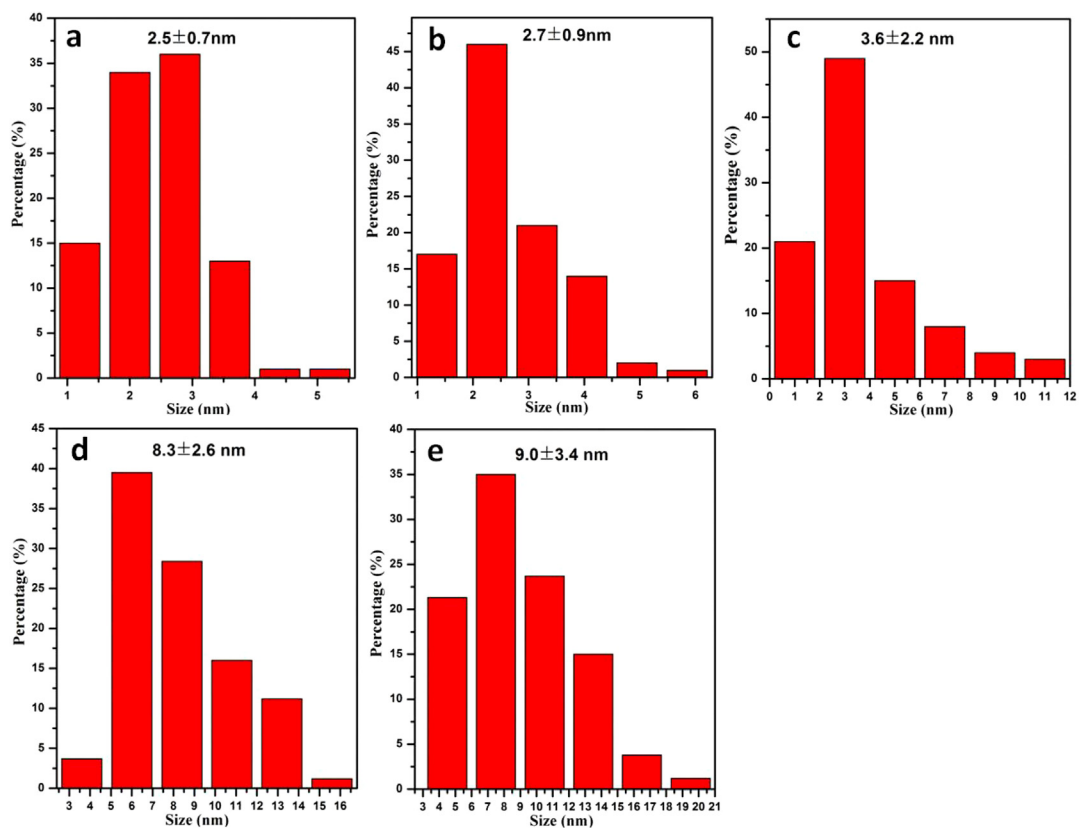 a
2.5±0.7nm
Percentage (%)
40
35
30
25
20
15
10
5
0
1 2 3 4 5
Size (nm)
b
2.7±0.9nm
Percentage (%)
45
40
35
30
25
20
15
10
5
0
1 2 3 4 5 6
Size (nm)
c
3.6±2.2 nm
Percentage (%)
50
40
30
20
10
0
0 1 2 3 4 5 6 7 8 9 10 11 12
Size (nm)
d
8.3±2.6 nm
Percentage (%)
45
40
35
30
25
20
15
10
5
0
3 4 5 6 7 8 9 10 11 12 13 14 15 16
Size (nm)
e
9.0±3.4 nm
Percentage (%)
40
35
30
25
20
15
10
5
0
3 4 5 6 7 8 9 10 11 12 13 14 15 16 17 18 19 20 21
Size (nm)